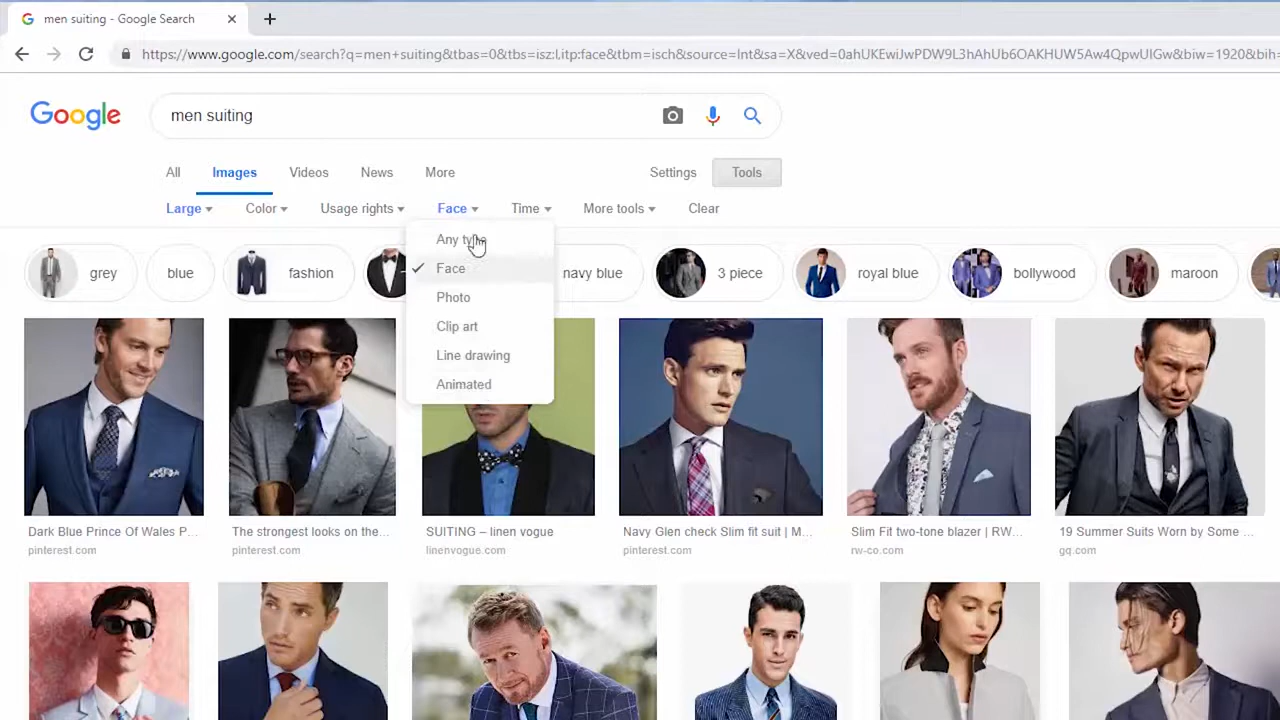 men suiting - Google Search
https://www.google.com/search?q=men+suiting&tbas=0&tbs=isz:l,itp:face&tbm=isch&source=lnt&sa=X&ved=0ahUKEwiJwPDW9L3hAhUb6OAKHUW5Aw4QpwUIGw&biw=1920&bih=
Google
men suiting
All Images Videos News More Settings Tools
Large Color Usage rights Face Time More tools Clear
Any type
Face
Photo
Clip art
Line drawing
Animated
grey blue fashion navy blue 3 piece royal blue bollywood maroon
Dark Blue Prince Of Wales P... The strongest looks on the... SUITING – linen vogue Navy Glen check Slim fit suit | M... Slim Fit two-tone blazer | RW... 19 Summer Suits Worn by Some ...
pinterest.com pinterest.com linenvogue.com pinterest.com rw-co.com gq.com